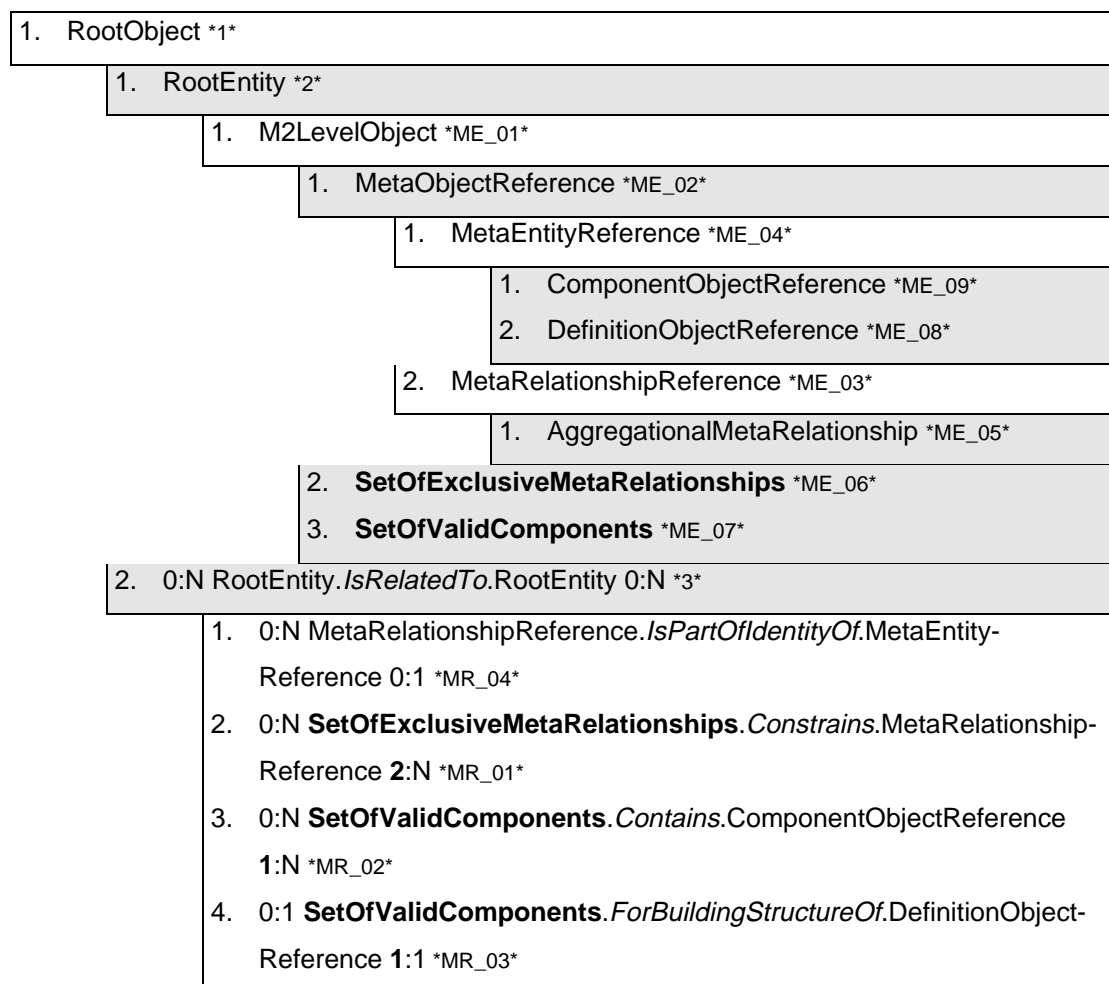 1. RootObject *1*
1. RootEntity *2*
1. M2LevelObject *ME_01*
1. MetaObjectReference *ME_02*
1. MetaEntityReference *ME_04*
1. ComponentObjectReference *ME_09*
2. DefinitionObjectReference *ME_08*
2. MetaRelationshipReference *ME_03*
1. AggregationalMetaRelationship *ME_05*
2. SetOfExclusiveMetaRelationships *ME_06*
3. SetOfValidComponents *ME_07*
2. 0:N RootEntity.IsRelatedTo.RootEntity 0:N *3*
1. 0:N MetaRelationshipReference.IsPartOfIdentityOf.MetaEntity-
Reference 0:1 *MR_04*
2. 0:N SetOfExclusiveMetaRelationships.Constrains.MetaRelationship-
Reference 2:N *MR_01*
3. 0:N SetOfValidComponents.Contains.ComponentObjectReference
1:N *MR_02*
4. 0:1 SetOfValidComponents.ForBuildingStructureOf.DefinitionObject-
Reference 1:1 *MR_03*